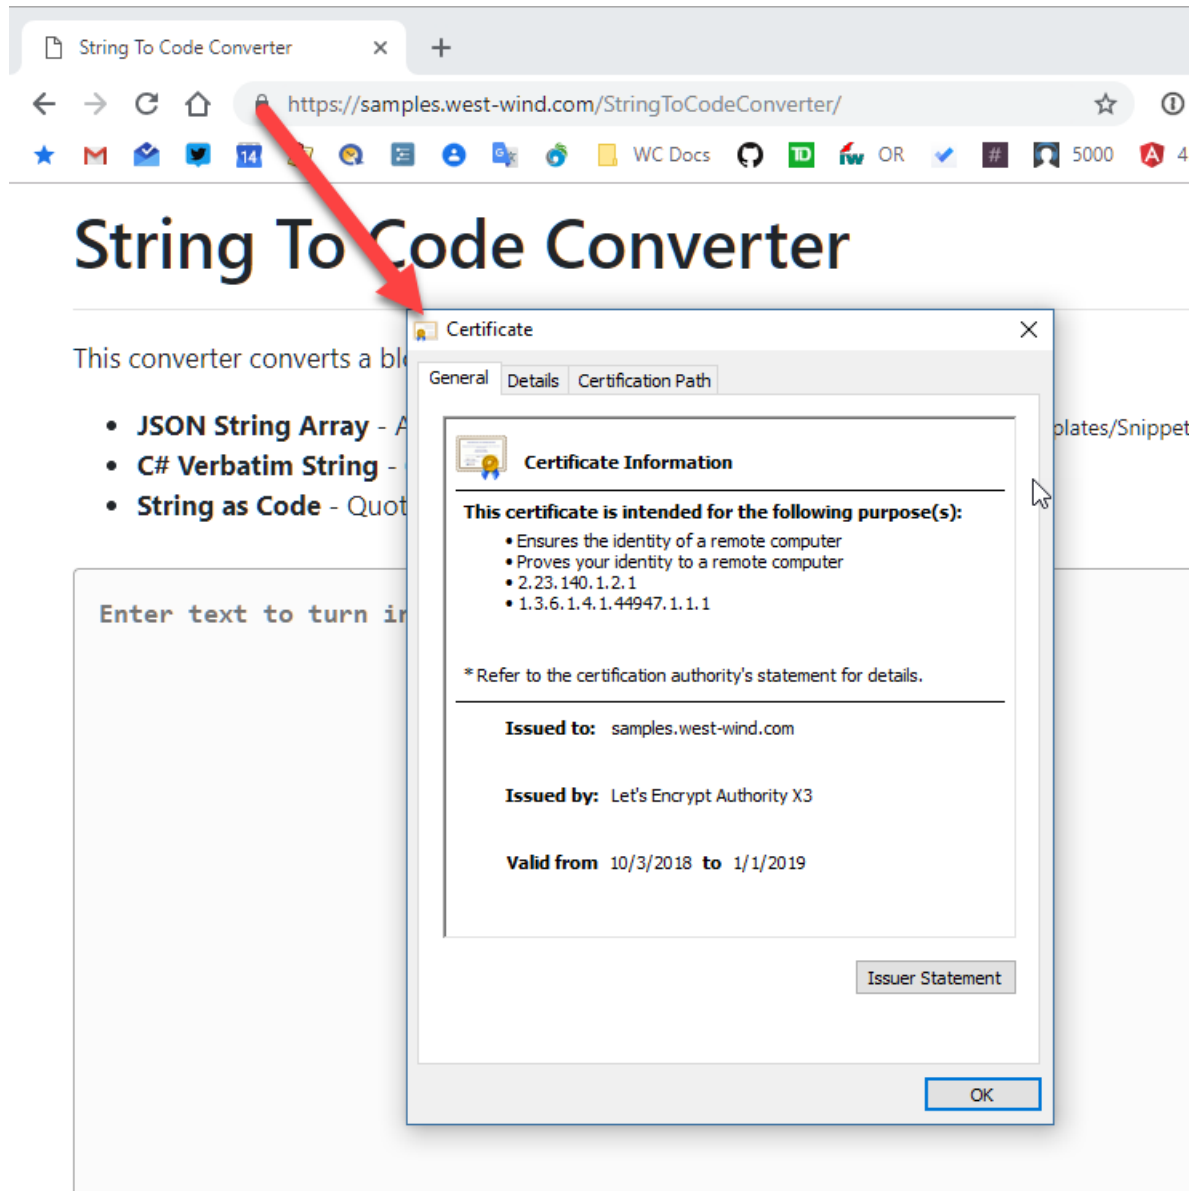 String To Code Converter
https://samples.west-wind.com/StringToCodeConverter/
14
WC Docs
TD
rw
OR
#
5000
4
String To Code Converter
This converter converts a
• JSON String Array -
• C# Verbatim String -
• String as Code - Quot
plates/Snippet
Enter text to turn
Certificate
General
Details
Certification Path
Certificate Information
This certificate is intended for the following purpose(s):
• Ensures the identity of a remote computer
• Proves your identity to a remote computer
• 2.23.140.1.2.1
• 1.3.6.1.4.1.44947.1.1.1
* Refer to the certification authority's statement for details.
Issued to: samples.west-wind.com
Issued by: Let's Encrypt Authority X3
Valid from 10/3/2018 to 1/1/2019
Issuer Statement
OK